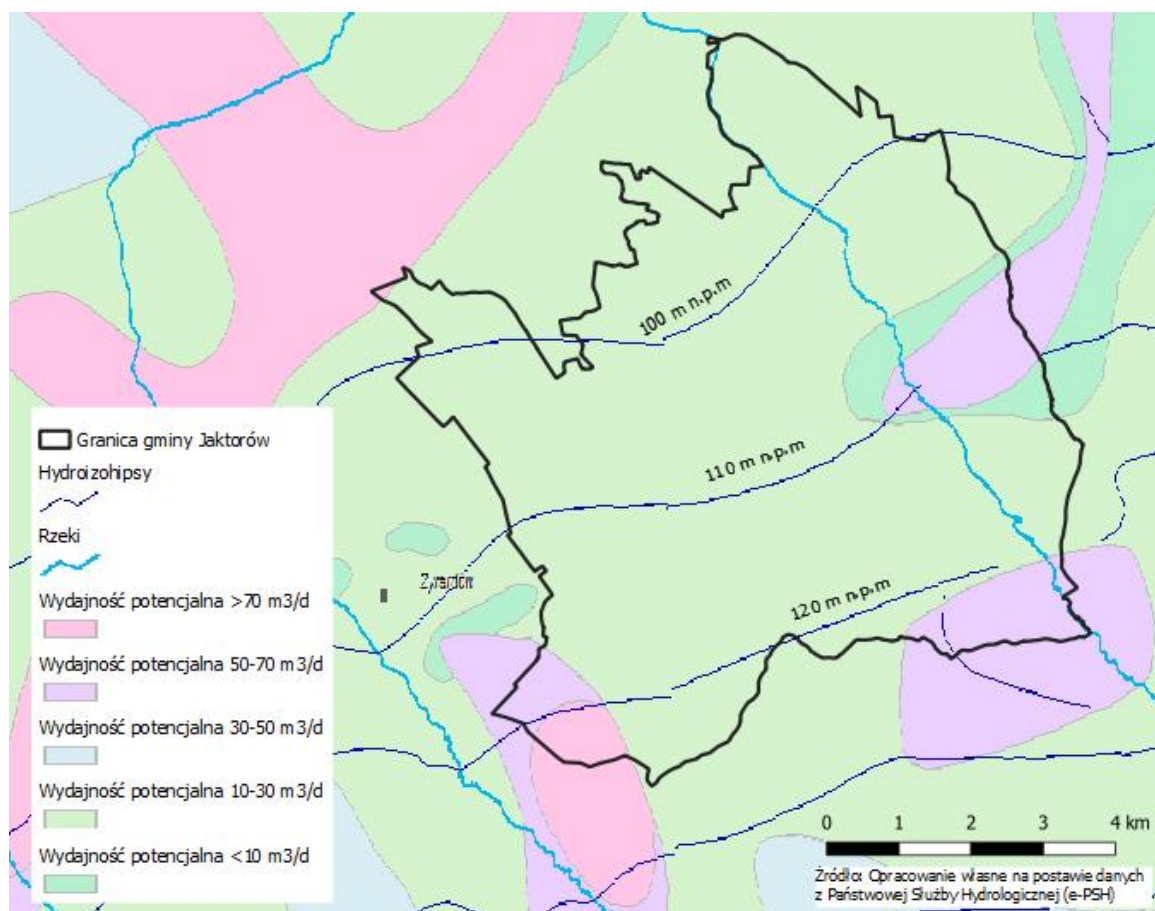 100 m n.p.m
110 m n.p.m
120 m n.p.m
Żyrardów
Granica gminy Jaktorów
Hydroizohipsy
Rzeki
Wydajność potencjalna >70 m3/d
Wydajność potencjalna 50-70 m3/d
Wydajność potencjalna 30-50 m3/d
Wydajność potencjalna 10-30 m3/d
Wydajność potencjalna <10 m3/d
0 1 2 3 4 km
Źródło: Opracowanie własne na postawie danych
z Państwowej Służby Hydrologicznej (e-PSH)